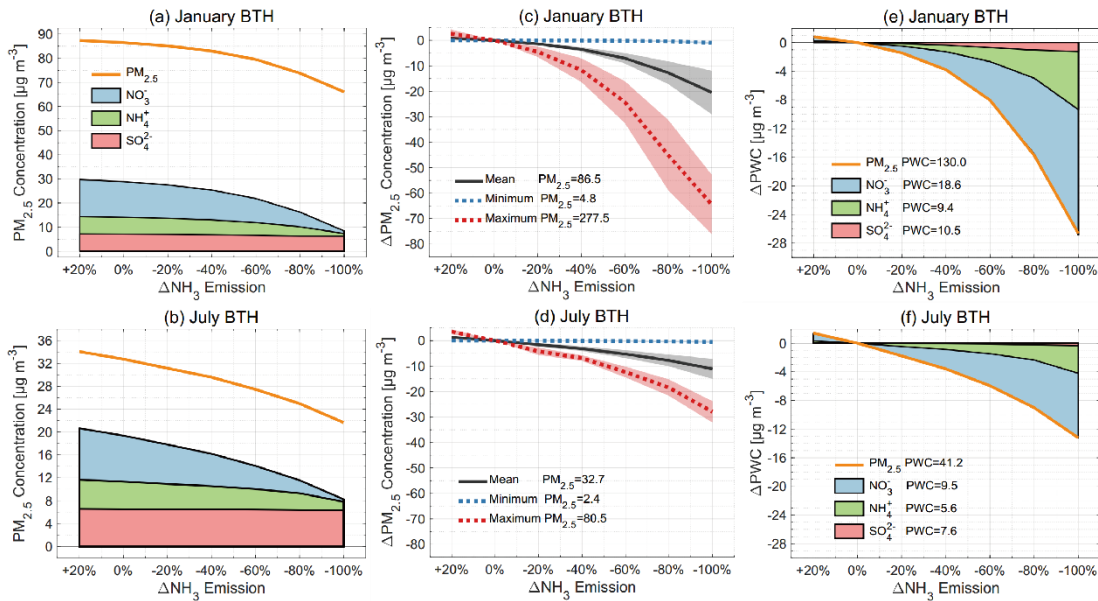 (a) January BTH
PM2.5 Concentration [µg m-3]
90
80
70
60
50
40
30
20
10
0
PM2.5
NO3-
NH4+
SO42-
+20% 0% -20% -40% -60% -80% -100%
ΔNH3 Emission
(c) January BTH
ΔPM2.5 Concentration [µg m-3]
0
-10
-20
-30
-40
-50
-60
-70
-80
Mean PM2.5=86.5
Minimum PM2.5=4.8
Maximum PM2.5=277.5
+20% 0% -20% -40% -60% -80% -100%
ΔNH3 Emission
(e) January BTH
ΔPWC [µg m-3]
0
-4
-8
-12
-16
-20
-24
-28
PM2.5 PWC=130.0
NO3- PWC=18.6
NH4+ PWC=9.4
SO42- PWC=10.5
+20% 0% -20% -40% -60% -80% -100%
ΔNH3 Emission
(b) July BTH
PM2.5 Concentration [µg m-3]
36
32
28
24
20
16
12
8
4
0
+20% 0% -20% -40% -60% -80% -100%
ΔNH3 Emission
(d) July BTH
ΔPM2.5 Concentration [µg m-3]
0
-10
-20
-30
-40
-50
-60
-70
-80
Mean PM2.5=32.7
Minimum PM2.5=2.4
Maximum PM2.5=80.5
+20% 0% -20% -40% -60% -80% -100%
ΔNH3 Emission
(f) July BTH
ΔPWC [µg m-3]
0
-4
-8
-12
-16
-20
-24
-28
PM2.5 PWC=41.2
NO3- PWC=9.5
NH4+ PWC=5.6
SO42- PWC=7.6
+20% 0% -20% -40% -60% -80% -100%
ΔNH3 Emission